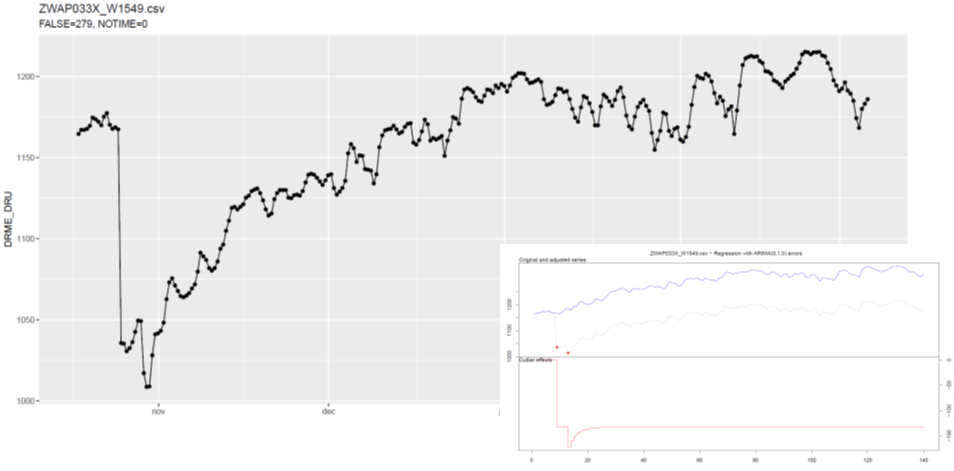 ZWAP033X_W1549.csv
FALSE=279, NOTIME=0
1200
1150
1100
1050
1000
DRME_DRU
nov
dec
ZWAP033X_W1549.csv − Regression with ARIMA(0,1,0) errors
Original and adjusted series
1200
1100
1000
Outlier effects
0
−50
−100
−150
0
20
40
60
80
100
120
140